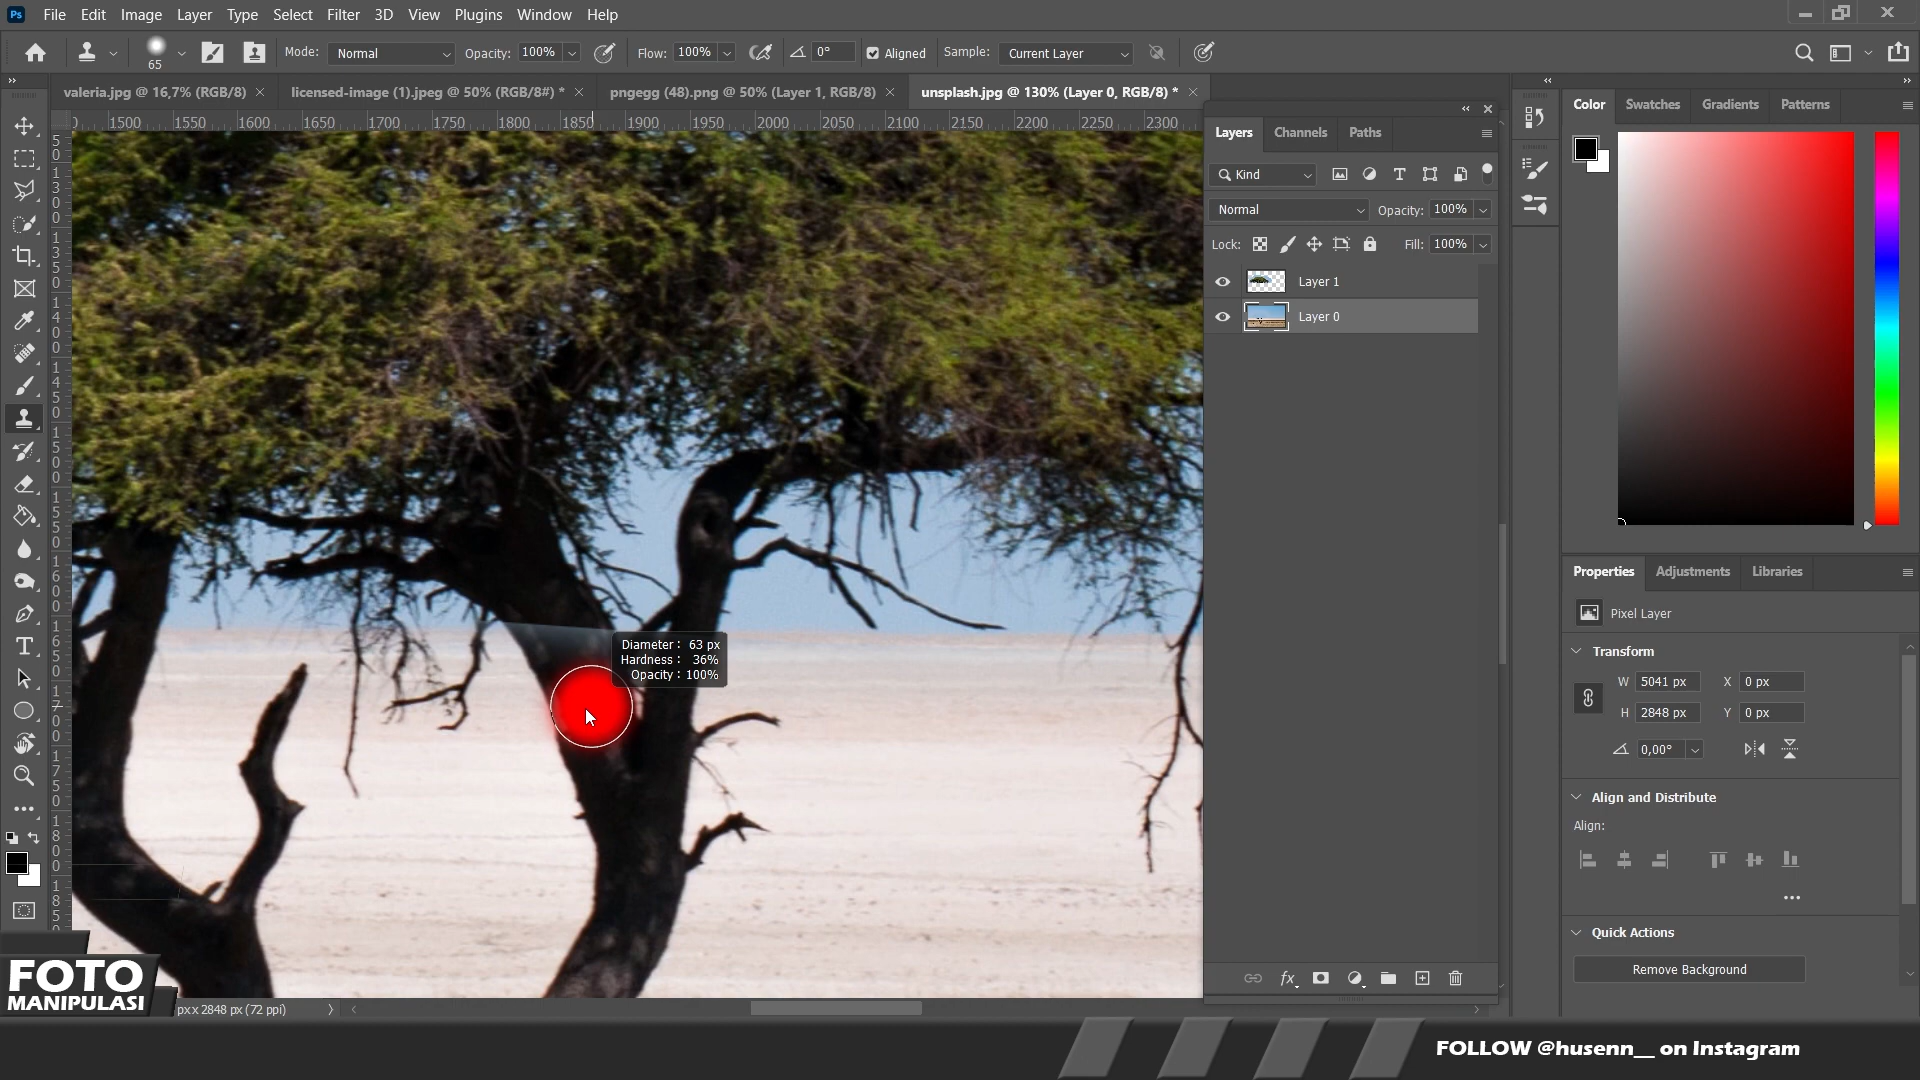 Ps File Edit Image Layer Type Select Filter 3D View Plugins Window Help
65 Mode: Normal Opacity: 100% Flow: 100% 0° Aligned Sample: Current Layer
valeria.jpg @ 16,7% (RGB/8) × licensed-image (1).jpeg @ 50% (RGB/8#) * × pngegg (48).png @ 50% (Layer 1, RGB/8) × unsplash.jpg @ 130% (Layer 0, RGB/8) * ×
1500 1550 1600 1650 1700 1750 1800 1850 1900 1950 2000 2050 2100 2150 2200 2250 2300
Layers Channels Paths
Kind
Normal Opacity: 100%
Lock: Fill: 100%
Layer 1
Layer 0
Diameter: 63 px
Hardness: 36%
Opacity: 100%
Color Swatches Gradients Patterns
Properties Adjustments Libraries
Pixel Layer
Transform
W 5041 px X 0 px
H 2848 px Y 0 px
0,00°
Align and Distribute
Align:
Quick Actions
Remove Background
fx
FOTO
MANIPULASI
px x 2848 px (72 ppi)
FOLLOW @husenn__ on Instagram